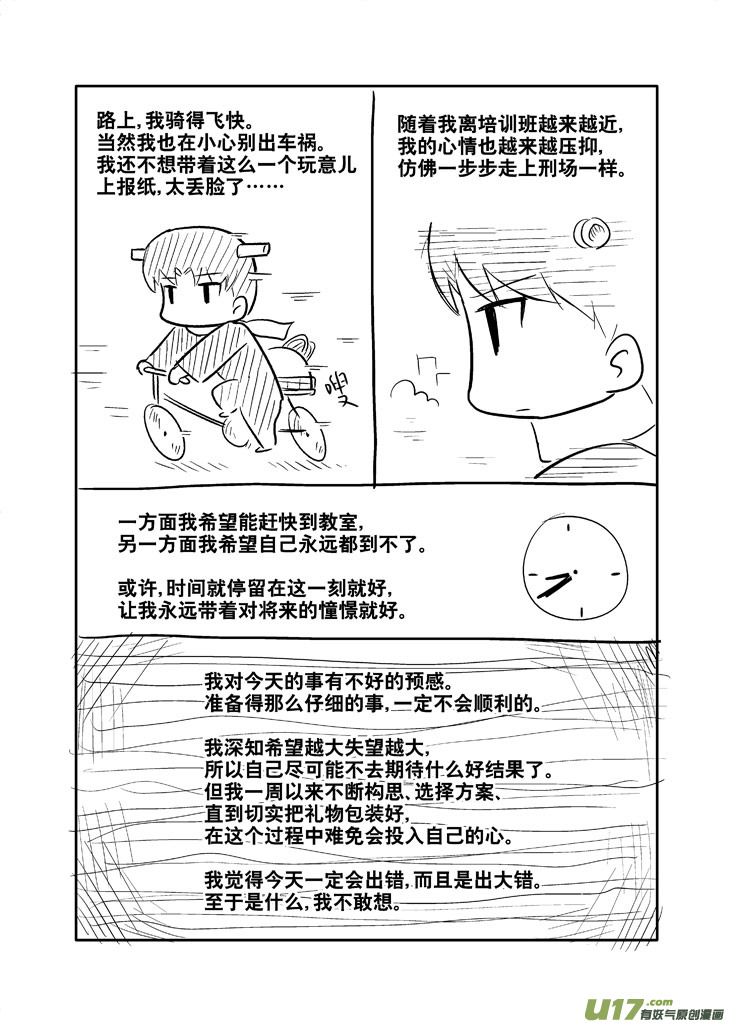 路上,我骑得飞快。
当然我也在小心别出车祸。
我还不想带着这么一个玩意儿
上报纸,太丢脸了……
嗖
随着我离培训班越来越近,
我的心情也越来越压抑,
仿佛一步步走上刑场一样。
一方面我希望能赶快到教室,
另一方面我希望自己永远都到不了。
或许,时间就停留在这一刻就好,
让我永远带着对将来的憧憬就好。
我对今天的事有不好的预感。
准备得那么仔细的事,一定不会顺利的。
我深知希望越大失望越大,
所以自己尽可能不去期待什么好结果了。
但我一周以来不断构思、选择方案、
直到切实把礼物包装好,
在这个过程中难免会投入自己的心。
我觉得今天一定会出错,而且是出大错。
至于是什么,我不敢想。
U17.com
有妖气原创漫画